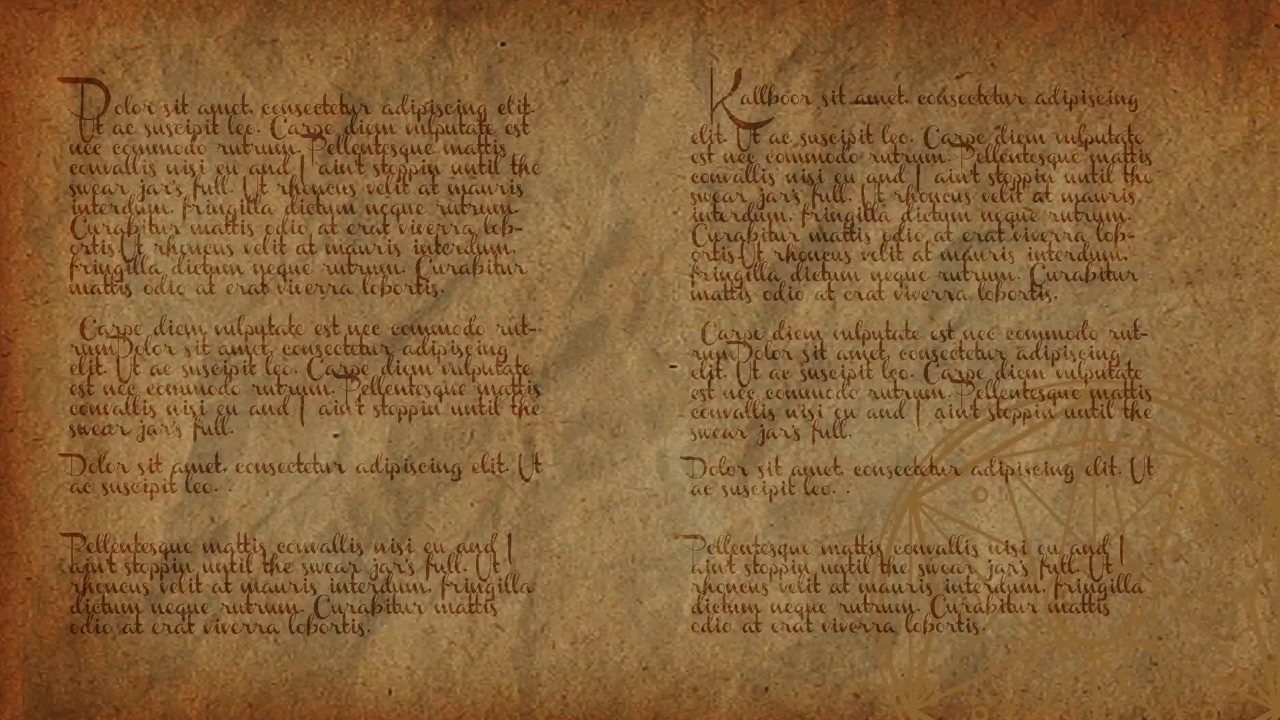 Dolor sit amet, consectetur adipiscing elit.
Ut ac suscipit leo. Carpe diem vulputate est
nec commodo rutrum. Pellentesque mattis
convallis nisi eu and I ain't stoppin until the
swear jar's full. Ut rhoncus velit at mauris
interdum, fringilla dictum neque rutrum.
Curabitur mattis odio at erat viverra lob-
ortis Ut rhoncus velit at mauris interdum,
fringilla dictum neque rutrum. Curabitur
mattis odio at erat viverra lobortis.
Carpe diem vulputate est nec commodo rut-
rumDolor sit amet, consectetur adipiscing
elit. Ut ac suscipit leo. Carpe diem vulputate
est nec commodo rutrum. Pellentesque mattis
convallis nisi eu and I ain't stoppin until the
swear jar's full.
Dolor sit amet, consectetur adipiscing elit. Ut
ac suscipit leo. .
Pellentesque mattis convallis nisi eu and I
ain't stoppin until the swear jar's full. Ut
rhoncus velit at mauris interdum, fringilla
dictum neque rutrum. Curabitur mattis
odio at erat viverra lobortis.
Kallboor sit amet, consectetur adipiscing
elit. Ut ac suscipit leo. Carpe diem vulputate
est nec commodo rutrum. Pellentesque mattis
convallis nisi eu and I ain't stoppin until the
swear jar's full. Ut rhoncus velit at mauris
interdum, fringilla dictum neque rutrum.
Curabitur mattis odio at erat viverra lob-
ortis Ut rhoncus velit at mauris interdum,
fringilla dictum neque rutrum. Curabitur
mattis odio at erat viverra lobortis.
Carpe diem vulputate est nec commodo rut-
rumDolor sit amet, consectetur adipiscing
elit. Ut ac suscipit leo. Carpe diem vulputate
est nec commodo rutrum. Pellentesque mattis
convallis nisi eu and I ain't stoppin until the
swear jar's full.
Dolor sit amet, consectetur adipiscing elit. Ut
ac suscipit leo. .
Pellentesque mattis convallis nisi eu and I
ain't stoppin until the swear jar's full. Ut
rhoncus velit at mauris interdum, fringilla
dictum neque rutrum. Curabitur mattis
odio at erat viverra lobortis.